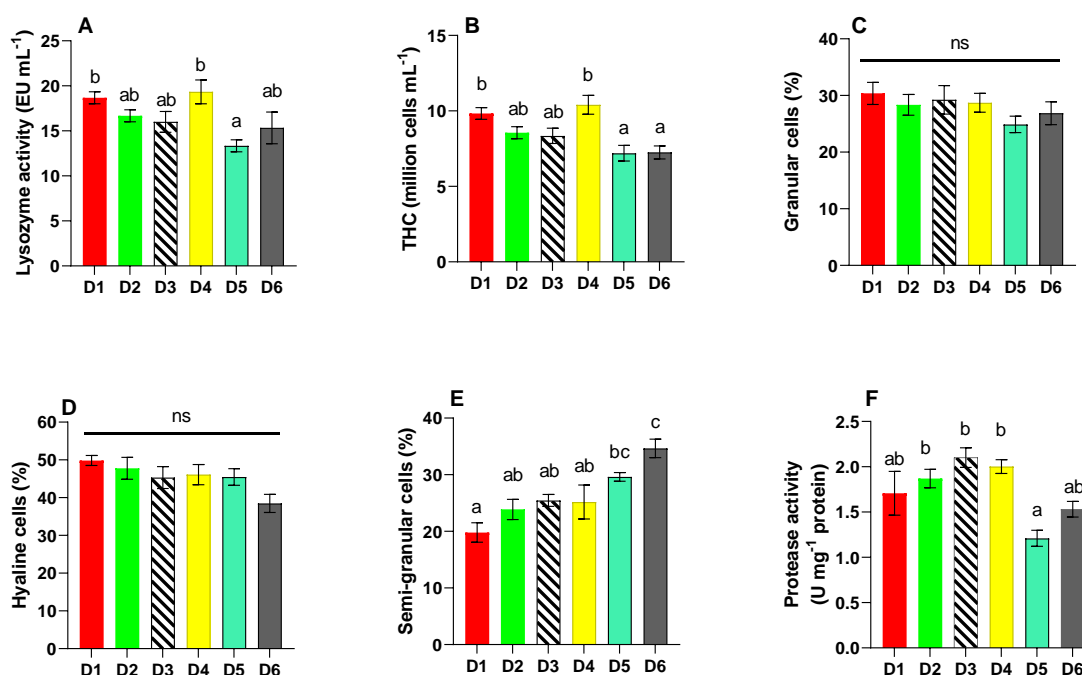 A
Lysozyme activity (EU mL⁻¹)
25
20
15
10
5
0
b
ab
ab
b
a
ab
D1 D2 D3 D4 D5 D6
B
THC (million cells mL⁻¹)
15
10
5
0
b
ab
ab
b
a
a
D1 D2 D3 D4 D5 D6
C
Granular cells (%)
40
30
20
10
0
ns
D1 D2 D3 D4 D5 D6
D
Hyaline cells (%)
60
50
40
30
20
10
0
ns
D1 D2 D3 D4 D5 D6
E
Semi-granular cells (%)
40
30
20
10
0
a
ab
ab
ab
bc
c
D1 D2 D3 D4 D5 D6
F
Protease activity
(U mg⁻¹ protein)
2.5
2.0
1.5
1.0
0.5
0.0
ab
b
b
b
a
ab
D1 D2 D3 D4 D5 D6